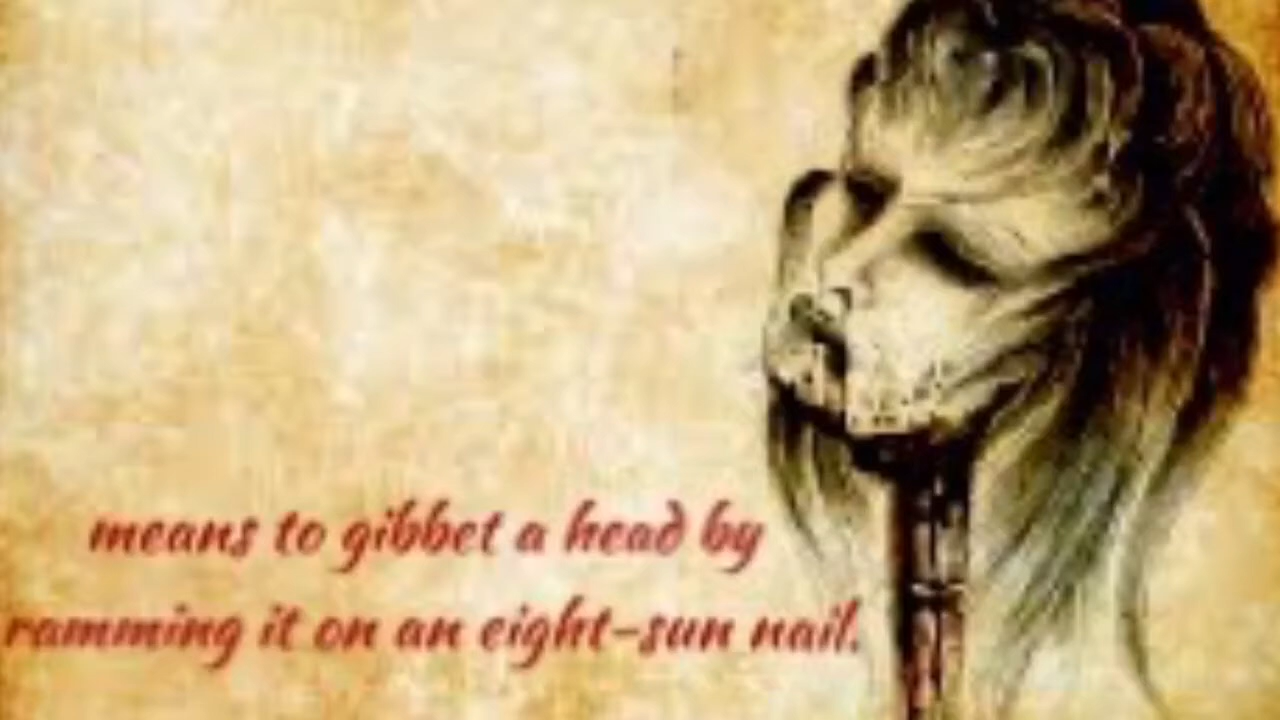 means to gibbet a head by
ramming it on an eight-sun nail.